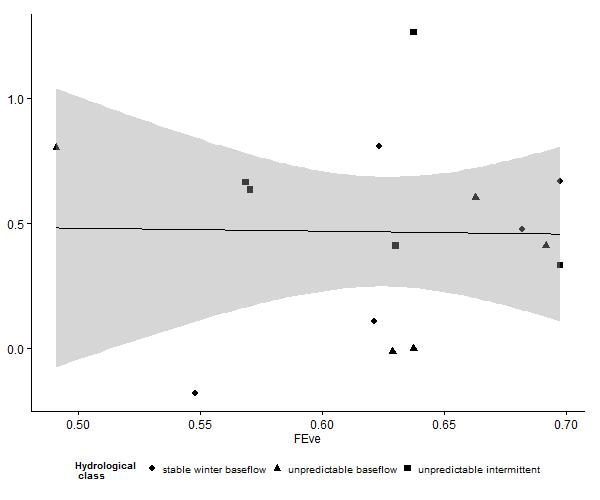 1.0
0.5
0.0
0.50 0.55 0.60 0.65 0.70
FEve
Hydrological
class
stable winter baseflow unpredictable baseflow unpredictable intermittent